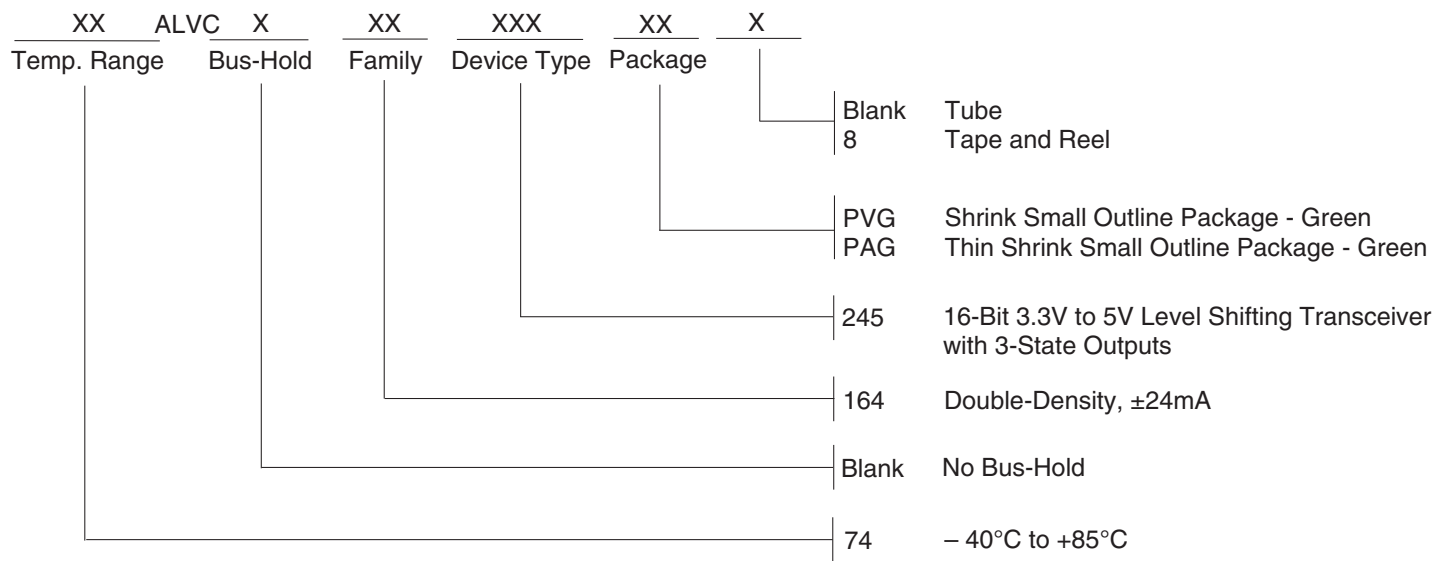 XX ALVC X XX XXX XX X
Temp. Range Bus-Hold Family Device Type Package
Blank Tube
8 Tape and Reel
PVG Shrink Small Outline Package - Green
PAG Thin Shrink Small Outline Package - Green
245 16-Bit 3.3V to 5V Level Shifting Transceiver
with 3-State Outputs
164 Double-Density, ±24mA
Blank No Bus-Hold
74 – 40°C to +85°C